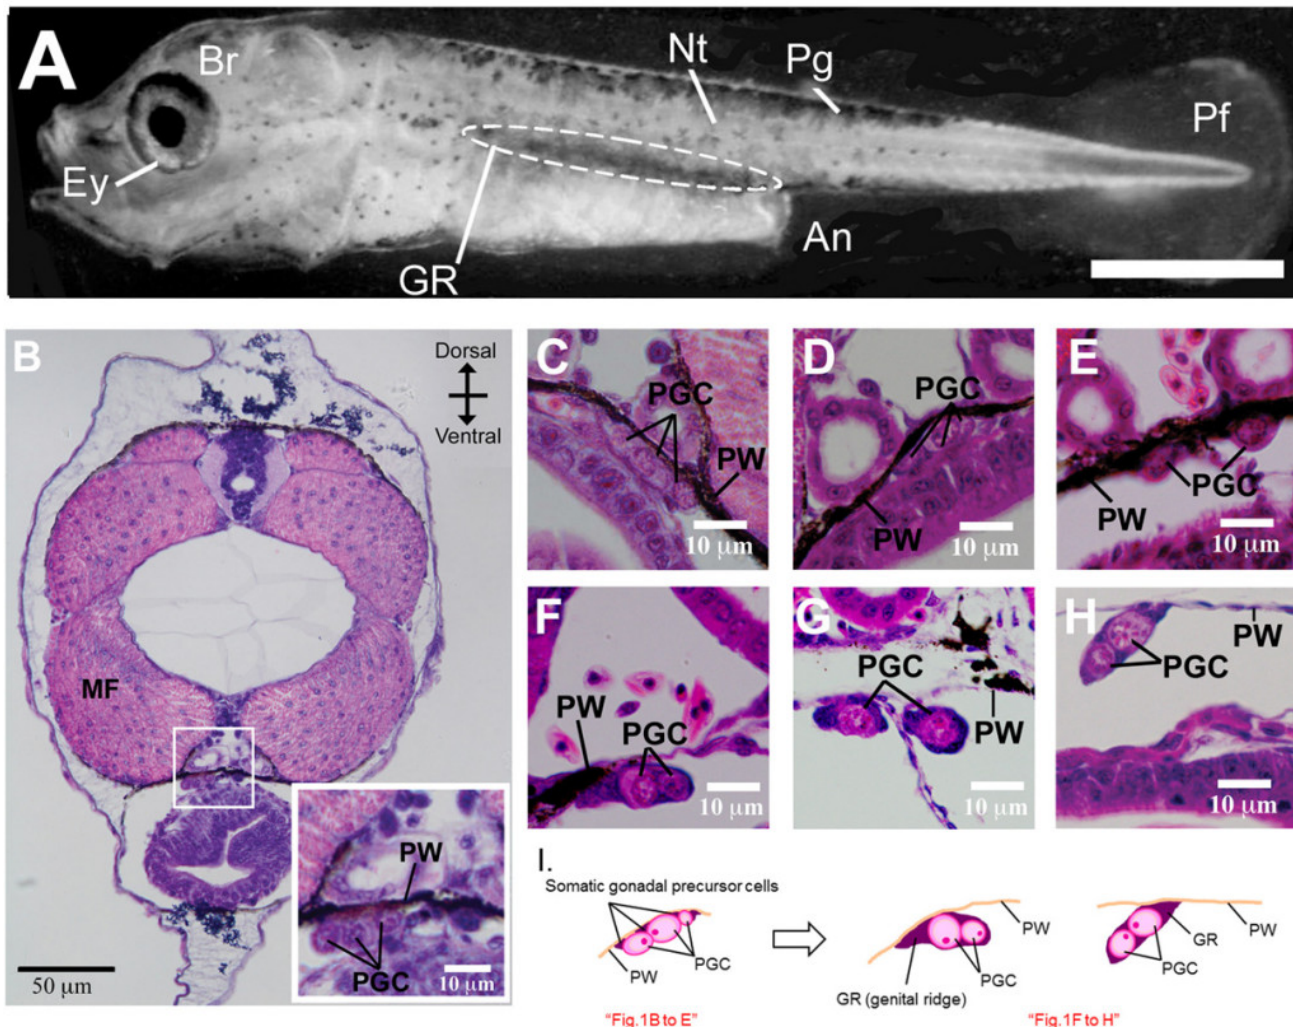 A
Br
Nt
Pg
Pf
Ey
GR
An
B
Dorsal
Ventral
MF
50 μm
PW
PGC
10 μm
C
PGC
PW
10 μm
D
PGC
PW
10 μm
E
PGC
PW
10 μm
F
PW
PGC
10 μm
G
PGC
PW
10 μm
H
PW
PGC
10 μm
I.
Somatic gonadal precursor cells
PW
PGC
"Fig.1B to E"
PW
PGC
GR (genital ridge)
GR
PW
PGC
"Fig.1F to H"